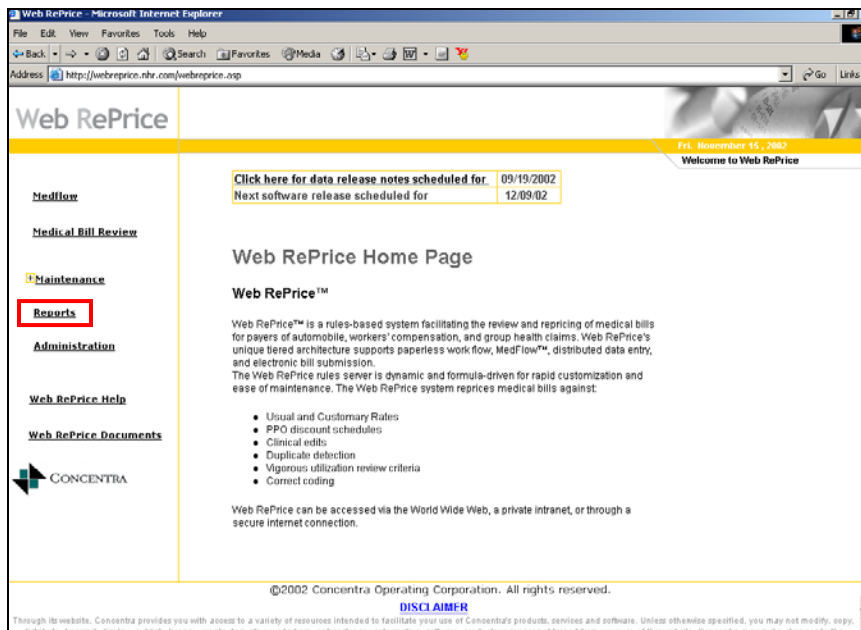 Web RePrice - Microsoft Internet Explorer
File Edit View Favorites Tools Help
Back Search Favorites Media
Address http://webreprice.nhr.com/webreprice.asp Go Links
Web RePrice
Fri. November 15 , 2002
Welcome to Web RePrice
Click here for data release notes scheduled for 09/19/2002
Next software release scheduled for 12/09/02
Medflow
Medical Bill Review
Maintenance
Reports
Administration
Web RePrice Help
Web RePrice Documents
CONCENTRA
Web RePrice Home Page
Web RePrice™
Web RePrice™ is a rules-based system facilitating the review and repricing of medical bills
for payers of automobile, workers' compensation, and group health claims. Web RePrice's
unique tiered architecture supports paperless work flow, MedFlow™, distributed data entry,
and electronic bill submission.
The Web RePrice rules server is dynamic and formula-driven for rapid customization and
ease of maintenance. The Web RePrice system reprices medical bills against:
Usual and Customary Rates
PPO discount schedules
Clinical edits
Duplicate detection
Vigorous utilization review criteria
Correct coding
Web RePrice can be accessed via the World Wide Web, a private intranet, or through a
secure internet connection.
©2002 Concentra Operating Corporation. All rights reserved.
DISCLAIMER
Through its website, Concentra provides you with access to a variety of resources intended to facilitate your use of Concentra's products, services and software. Unless otherwise specified, you may not modify, copy,